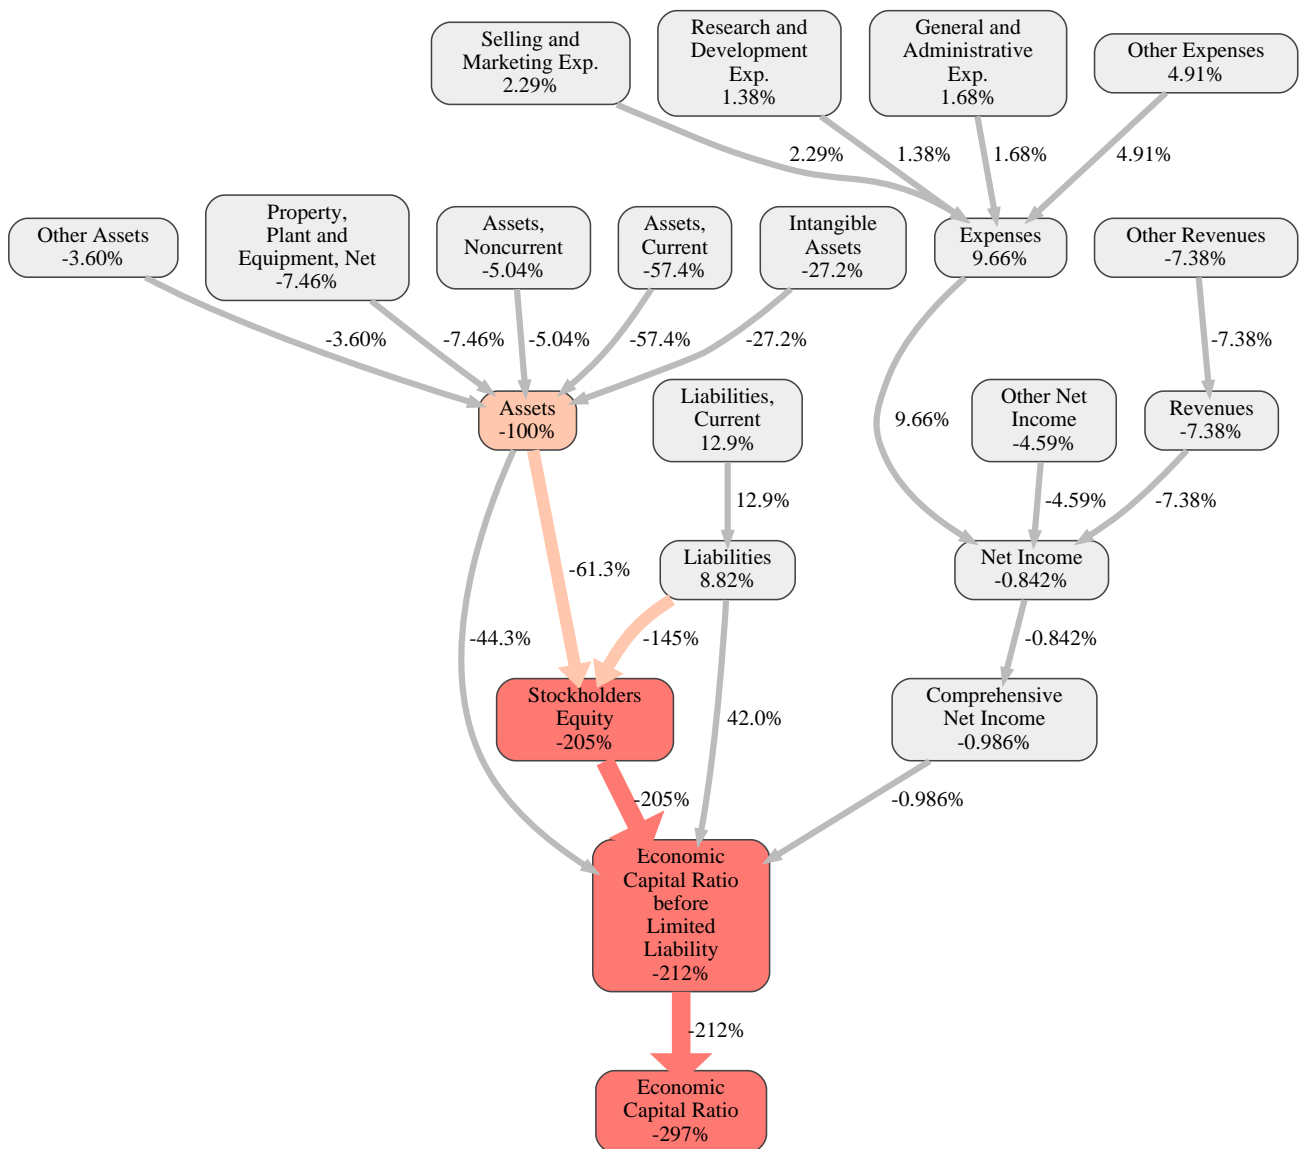 Selling and
Marketing Exp.
2.29%
Research and
Development
Exp.
1.38%
General and
Administrative
Exp.
1.68%
Other Expenses
4.91%
2.29%
1.38%
1.68%
4.91%
Other Assets
-3.60%
Property,
Plant and
Equipment, Net
-7.46%
Assets,
Noncurrent
-5.04%
Assets,
Current
-57.4%
Intangible
Assets
-27.2%
Expenses
9.66%
Other Revenues
-7.38%
-3.60%
-7.46%
-5.04%
-57.4%
-27.2%
-7.38%
Assets
-100%
Liabilities,
Current
12.9%
9.66%
Other Net
Income
-4.59%
Revenues
-7.38%
12.9%
-4.59%
-7.38%
-61.3%
Liabilities
8.82%
Net Income
-0.842%
-44.3%
-145%
-0.842%
Stockholders
Equity
-205%
42.0%
Comprehensive
Net Income
-0.986%
-205%
-0.986%
Economic
Capital Ratio
before
Limited
Liability
-212%
-212%
Economic
Capital Ratio
-297%